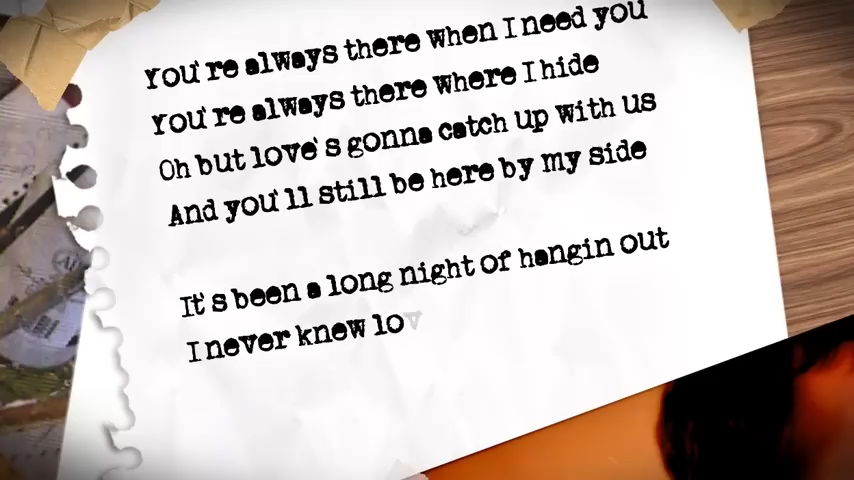 You're always there when I need you
You're always there where I hide
Oh but love's gonna catch up with us
And you'll still be here by my side
It's been a long night of hangin out
I never knew lov